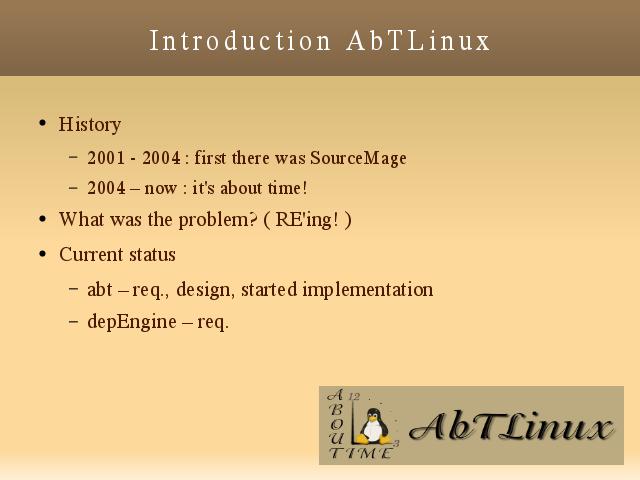 Introduction AbTLinux
• History
– 2001 - 2004 : first there was SourceMage
– 2004 – now : it's about time!
• What was the problem? ( RE'ing! )
• Current status
– abt – req., design, started implementation
– depEngine – req.
ABOUT TIME
12
3
AbTLinux